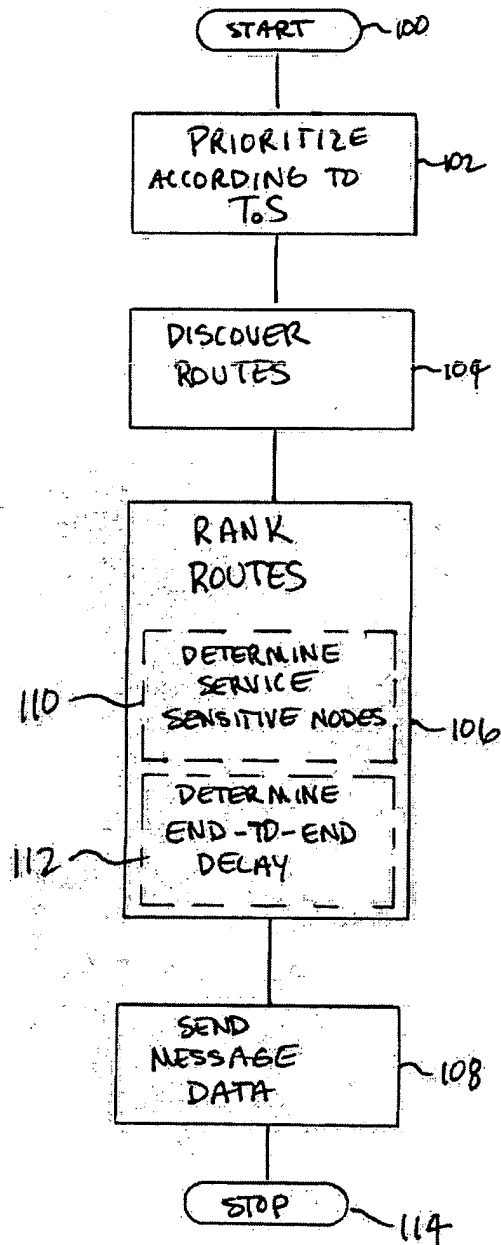 START
100
PRIORITIZE
ACCORDING TO
ToS
102
DISCOVER
ROUTES
104
RANK
ROUTES
DETERMINE
SERVICE
SENSITIVE NODES
110
106
DETERMINE
END-TO-END
DELAY
112
SEND
MESSAGE
DATA
108
STOP
114